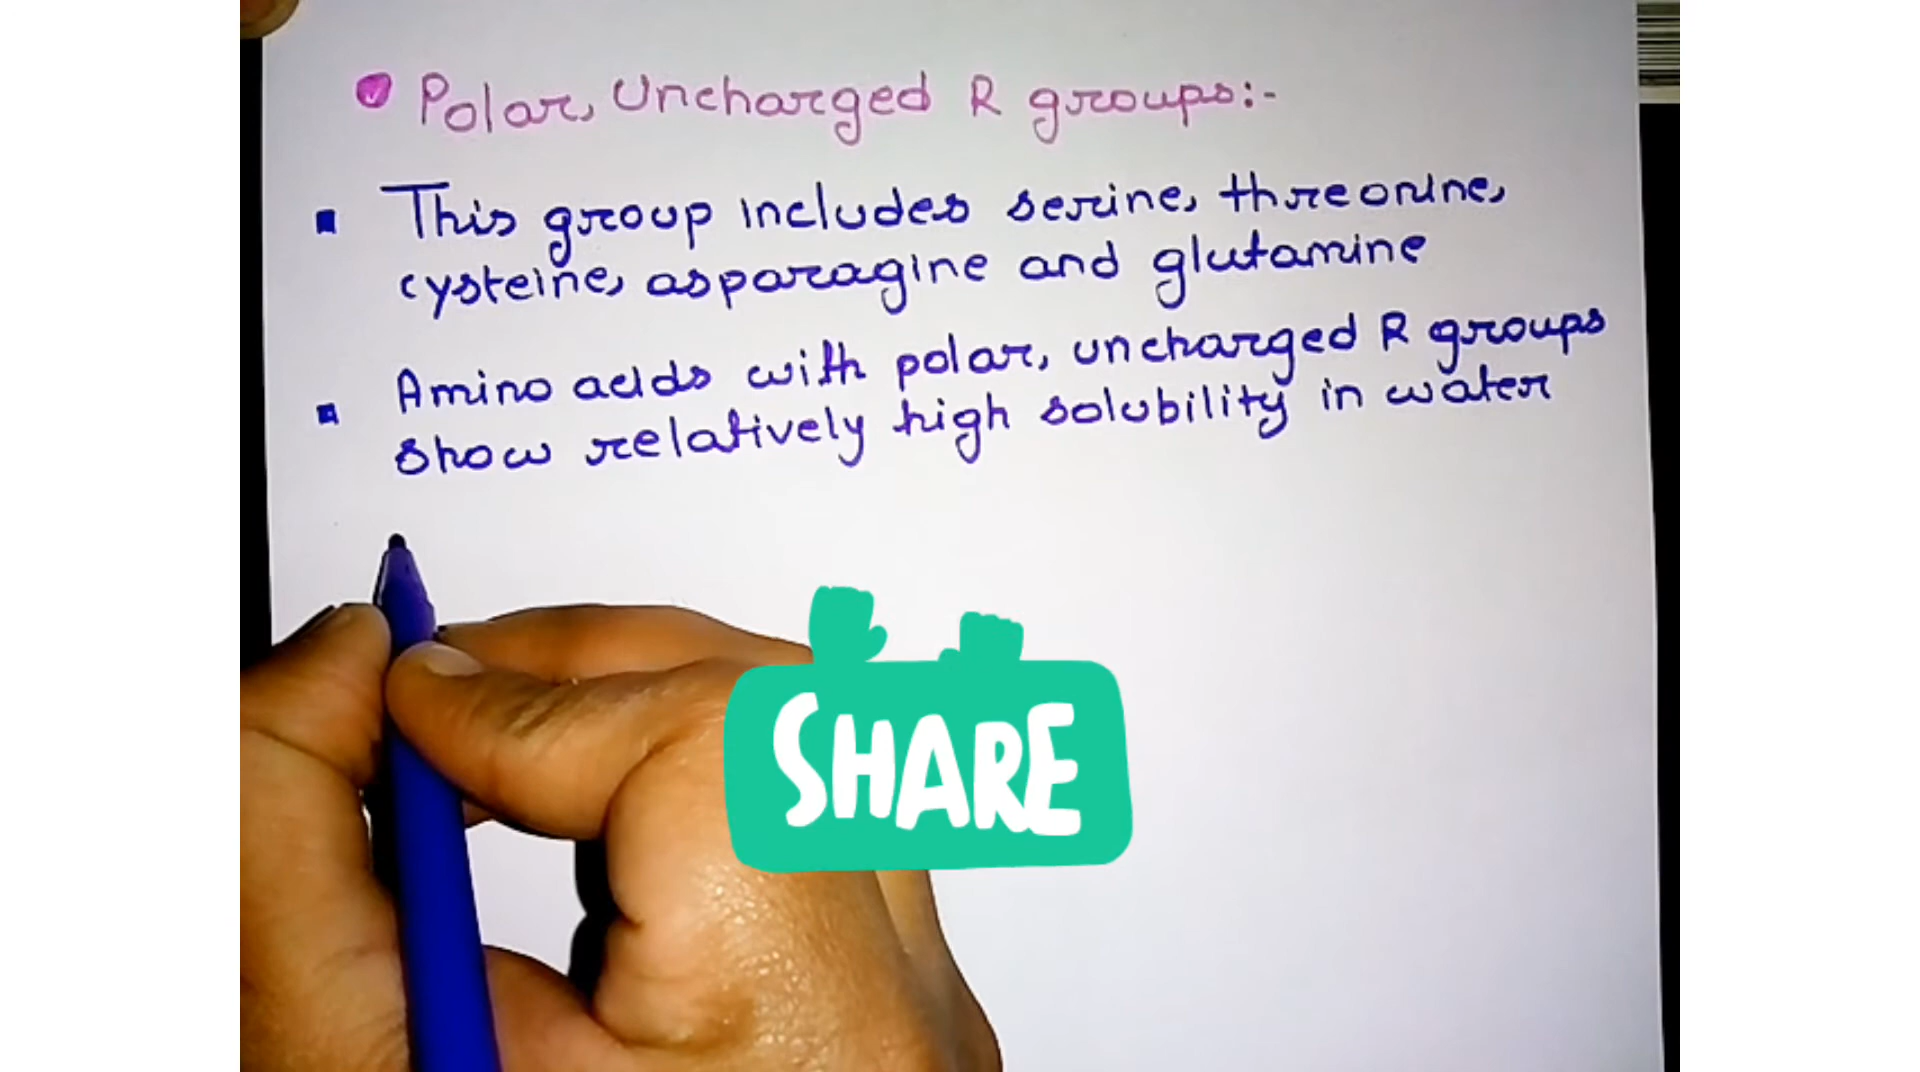 Polar, Uncharged R groups:-
This group includes serine, threonine,
cysteine, asparagine and glutamine
Amino acids with polar, uncharged R groups
show relatively high solubility in water
SHARE